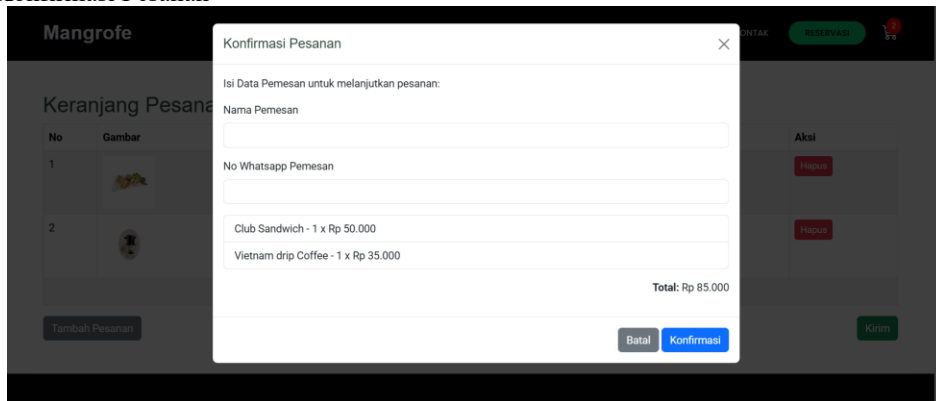 Mangrofe
ONTAK
RESERVASI
2
Konfirmasi Pesanan
Isi Data Pemesan untuk melanjutkan pesanan:
Nama Pemesan
No Whatsapp Pemesan
Club Sandwich - 1 x Rp 50.000
Vietnam drip Coffee - 1 x Rp 35.000
Total: Rp 85.000
Batal
Konfirmasi
Keranjang Pesana
No Gambar Aksi
1 Hapus
2 Hapus
Tambah Pesanan
Kirim